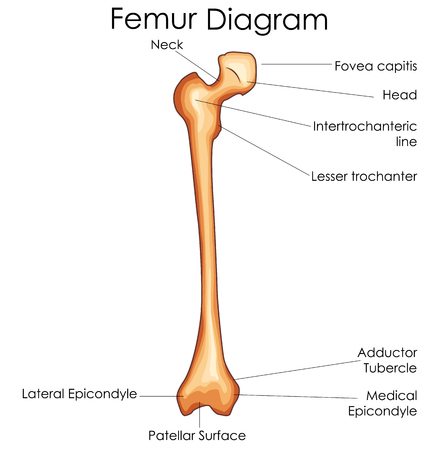 Femur Diagram
Neck
Fovea capitis
Head
Intertrochanteric
line
Lesser trochanter
Adductor
Tubercle
Lateral Epicondyle
Medical
Epicondyle
Patellar Surface